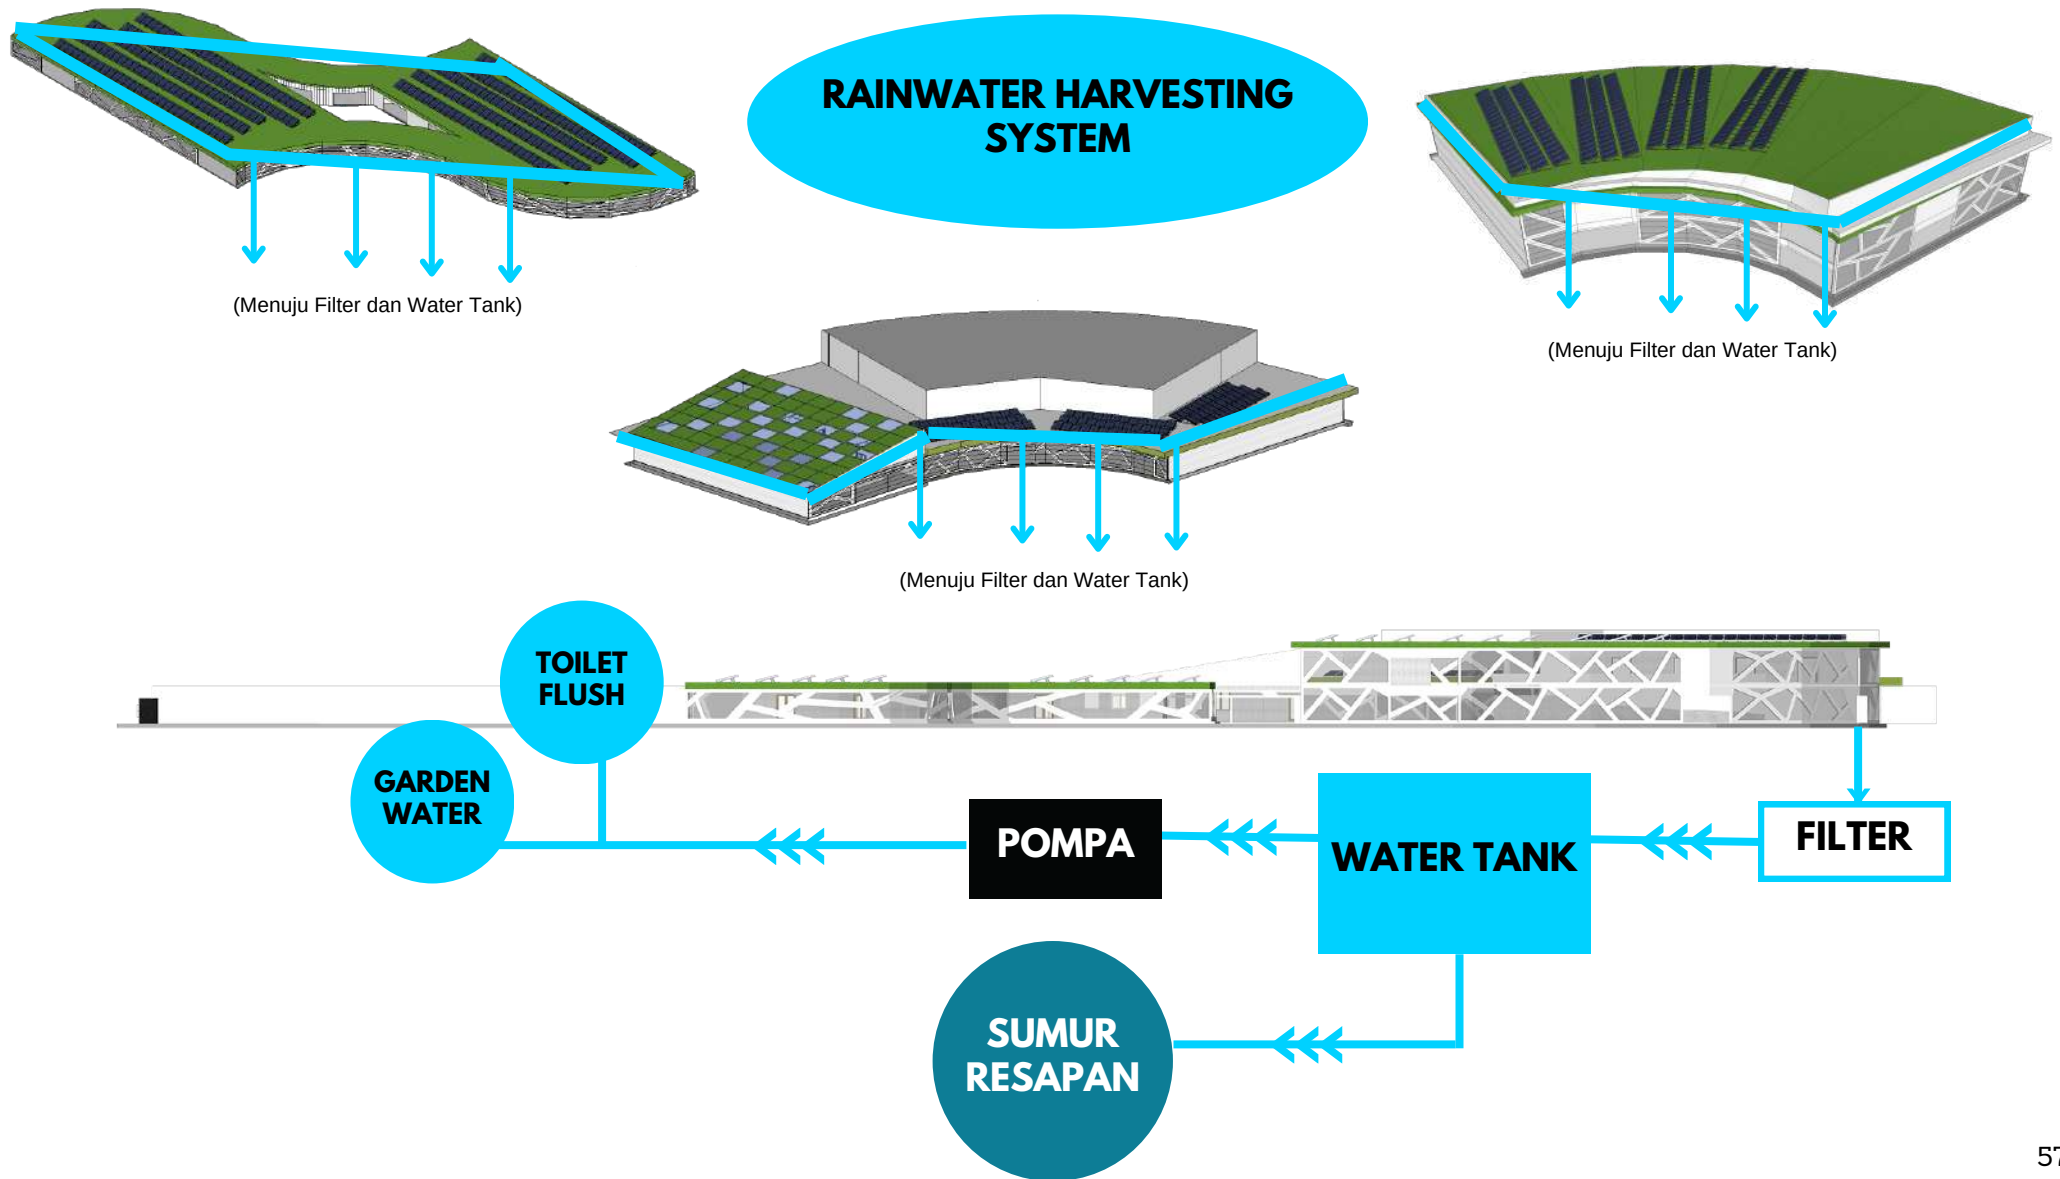 RAINWATER HARVESTING
SYSTEM
(Menuju Filter dan Water Tank)
(Menuju Filter dan Water Tank)
(Menuju Filter dan Water Tank)
TOILET
FLUSH
GARDEN
WATER
POMPA
WATER TANK
FILTER
SUMUR
RESAPAN
57